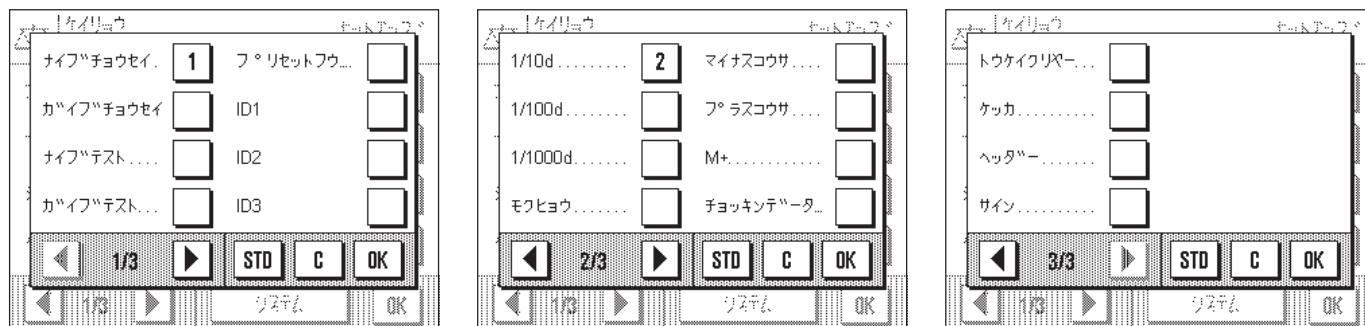 ケイリョウ セットアップ
ナイブチョウセイ. 1 プリセットフウ...
ガイブチョウセイ ID1
ナイブテスト..... ID2
ガイブテスト... ID3
1/3 STD C OK
1/3 システム OK
ケイリョウ セットアップ
1/10d......... 2 マイナスコウサ....
1/100d........ プラスコウサ....
1/1000d....... M+............
モクヒョウ....... チョッキンデータ...
2/3 STD C OK
1/3 システム OK
ケイリョウ セットアップ
トウケイクリヤー...
ケッカ............
ヘッダー........
サイン..........
3/3 STD C OK
1/3 システム OK